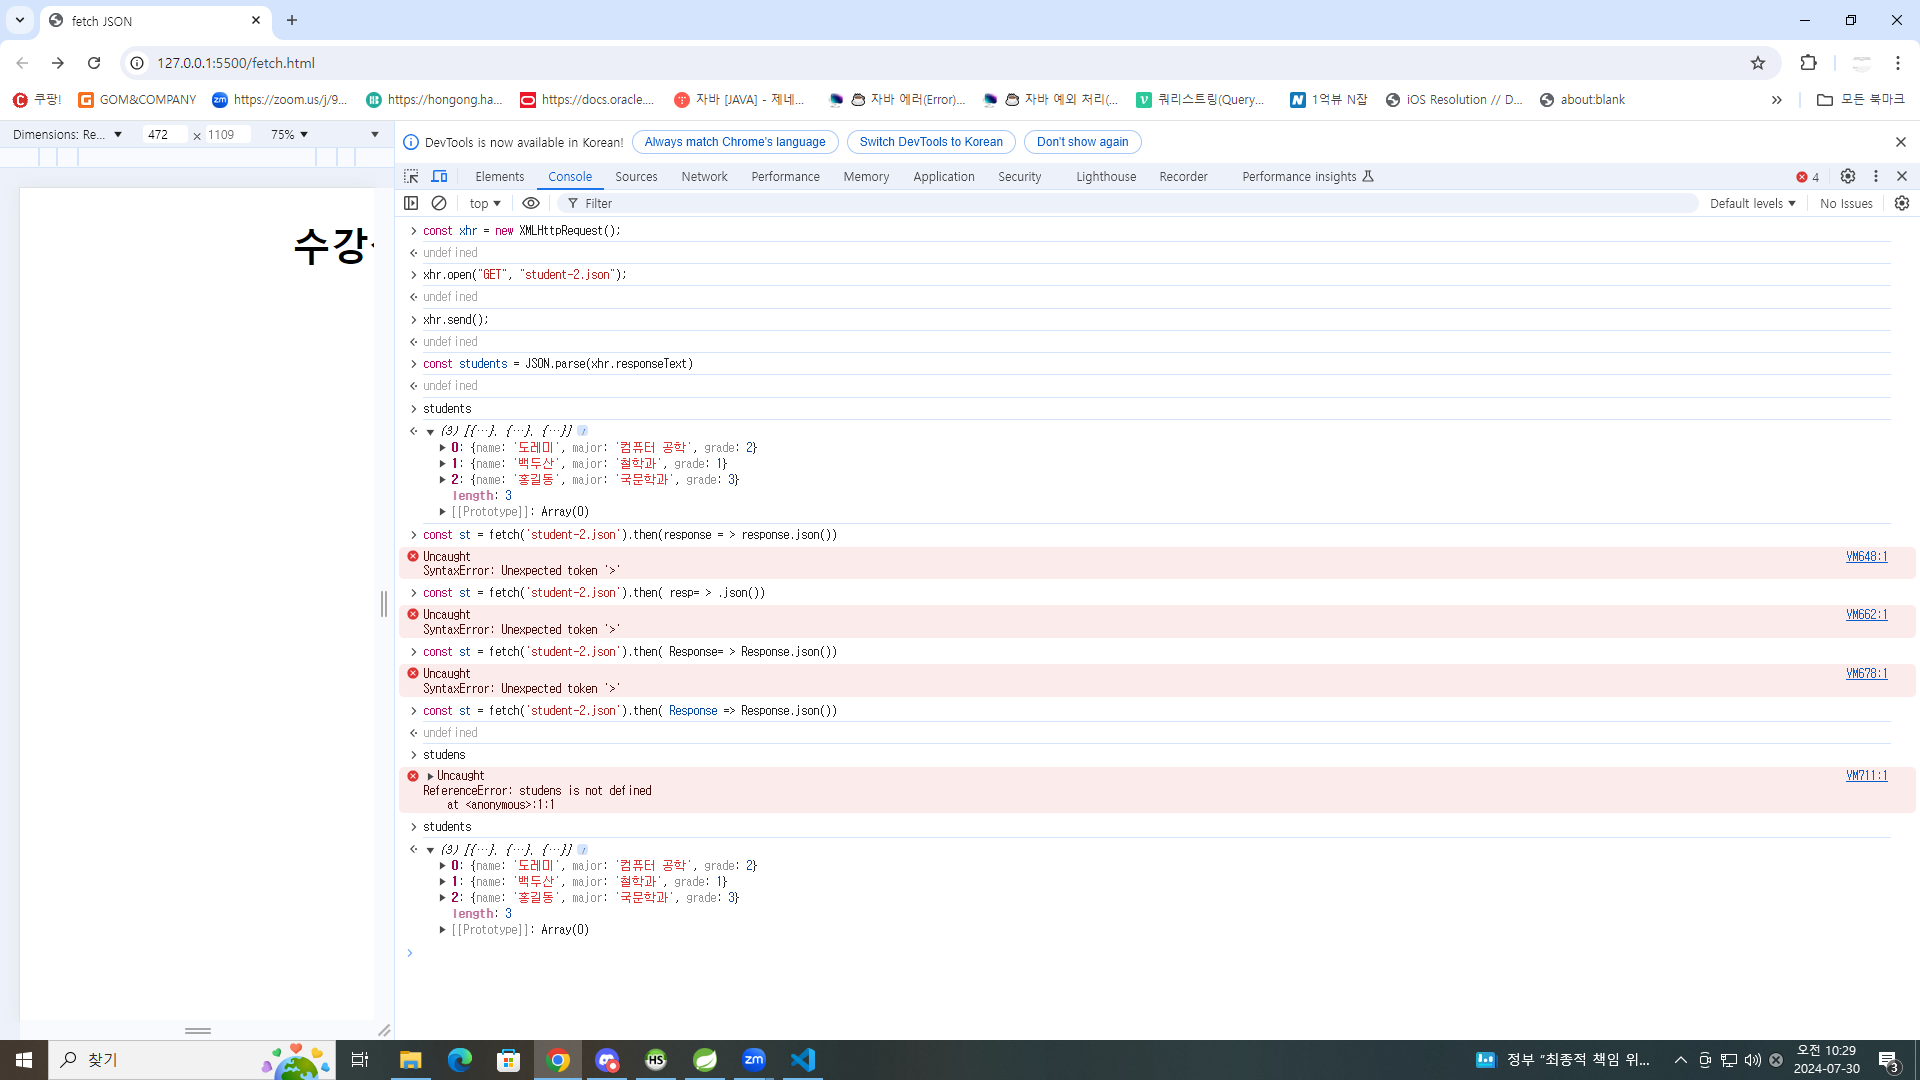 fetch JSON
127.0.0.1:5500/fetch.html
쿠팡!
GOM&COMPANY
zm https://zoom.us/j/9...
https://hongong.ha...
https://docs.oracle....
자바 [JAVA] - 제네...
자바 에러(Error)...
자바 예외 처리(...
쿼리스트링(Query...
1억뷰 N잡
iOS Resolution // D...
about:blank
모든 북마크
Dimensions: Re...
472 × 1109
75%
DevTools is now available in Korean!
Always match Chrome's language
Switch DevTools to Korean
Don't show again
Elements
Console
Sources
Network
Performance
Memory
Application
Security
Lighthouse
Recorder
Performance insights
4
top
Filter
Default levels
No Issues
수강
const xhr = new XMLHttpRequest();
undefined
xhr.open("GET", "student-2.json");
undefined
xhr.send();
undefined
const students = JSON.parse(xhr.responseText)
undefined
students
(3) [{…}, {…}, {…}]
0: {name: '도레미', major: '컴퓨터 공학', grade: 2}
1: {name: '백두산', major: '철학과', grade: 1}
2: {name: '홍길동', major: '국문학과', grade: 3}
length: 3
[[Prototype]]: Array(0)
const st = fetch('student-2.json').then(response = > response.json())
Uncaught
VM648:1
SyntaxError: Unexpected token '>'
const st = fetch('student-2.json').then( resp= > .json())
Uncaught
VM662:1
SyntaxError: Unexpected token '>'
const st = fetch('student-2.json').then( Response= > Response.json())
Uncaught
VM678:1
SyntaxError: Unexpected token '>'
const st = fetch('student-2.json').then( Response => Response.json())
undefined
studens
Uncaught
VM711:1
ReferenceError: studens is not defined
at <anonymous>:1:1
students
(3) [{…}, {…}, {…}]
0: {name: '도레미', major: '컴퓨터 공학', grade: 2}
1: {name: '백두산', major: '철학과', grade: 1}
2: {name: '홍길동', major: '국문학과', grade: 3}
length: 3
[[Prototype]]: Array(0)
찾기
HS
zm
정부 “최종적 책임 위...
오전 10:29
2024-07-30
3